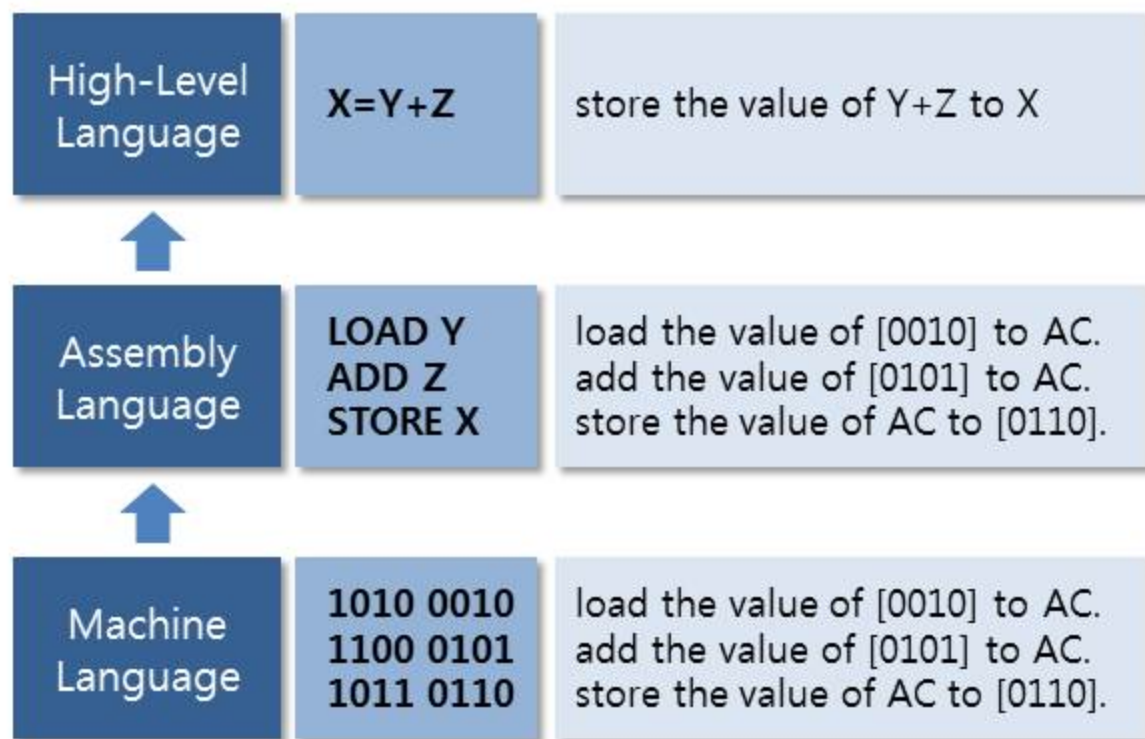 High-Level
Language
X=Y+Z
store the value of Y+Z to X
Assembly
Language
LOAD Y
ADD Z
STORE X
load the value of [0010] to AC.
add the value of [0101] to AC.
store the value of AC to [0110].
Machine
Language
1010 0010
1100 0101
1011 0110
load the value of [0010] to AC.
add the value of [0101] to AC.
store the value of AC to [0110].